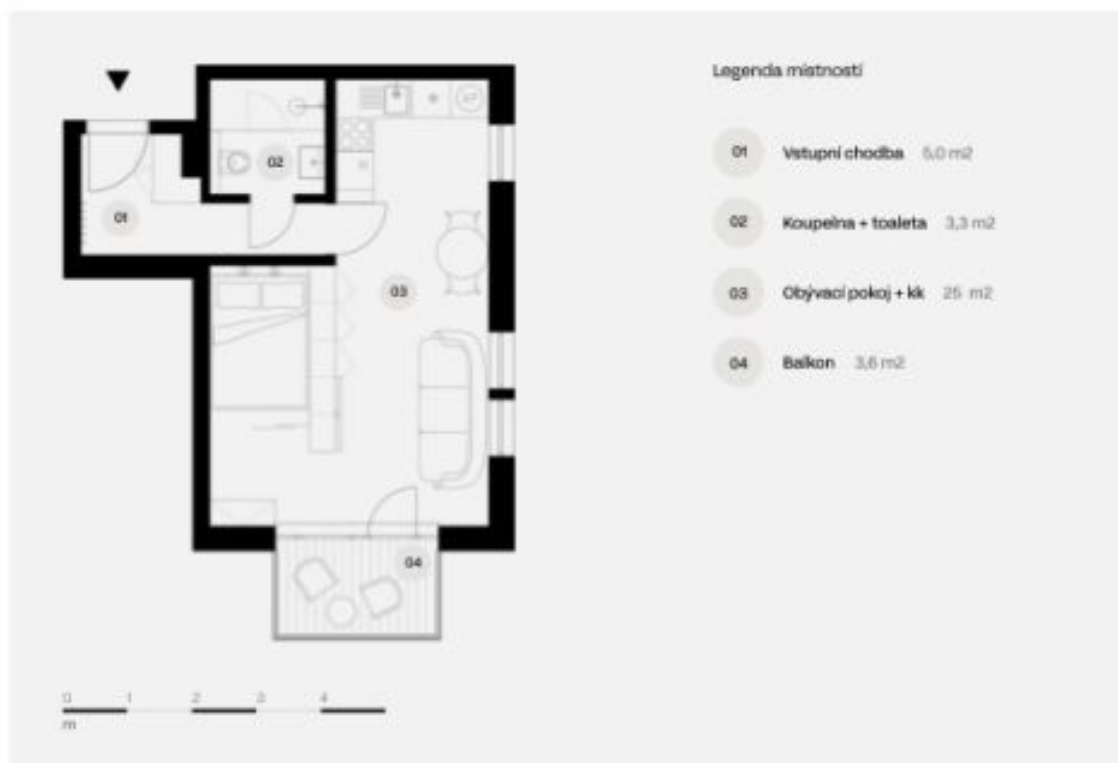 Legenda místností
01 Vstupní chodba 5,0 m2
02 Koupelna + toaleta 3,3 m2
03 Obývací pokoj + kk 25 m2
04 Balkon 3,6 m2
02
01
03
04
0 1 2 3 4
m